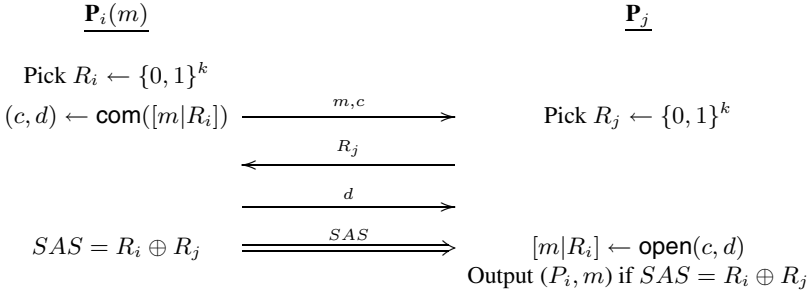 P_i(m) P_j
Pick R_i ← {0, 1}^k
(c, d) ← com([m|R_i]) m,c Pick R_j ← {0, 1}^k
R_j
d
SAS = R_i ⊕ R_j SAS [m|R_i] ← open(c, d)
Output (P_i, m) if SAS = R_i ⊕ R_j